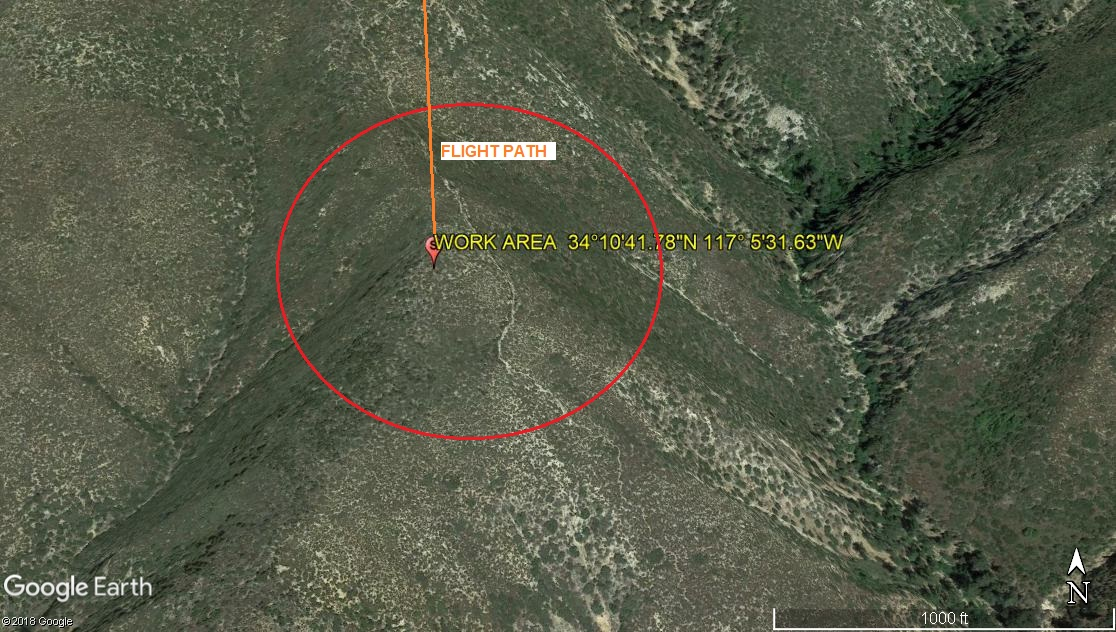 FLIGHT PATH
S
WORK AREA  34°10'41.78"N 117° 5'31.63"W
Google Earth
©2018 Google
N
1000 ft